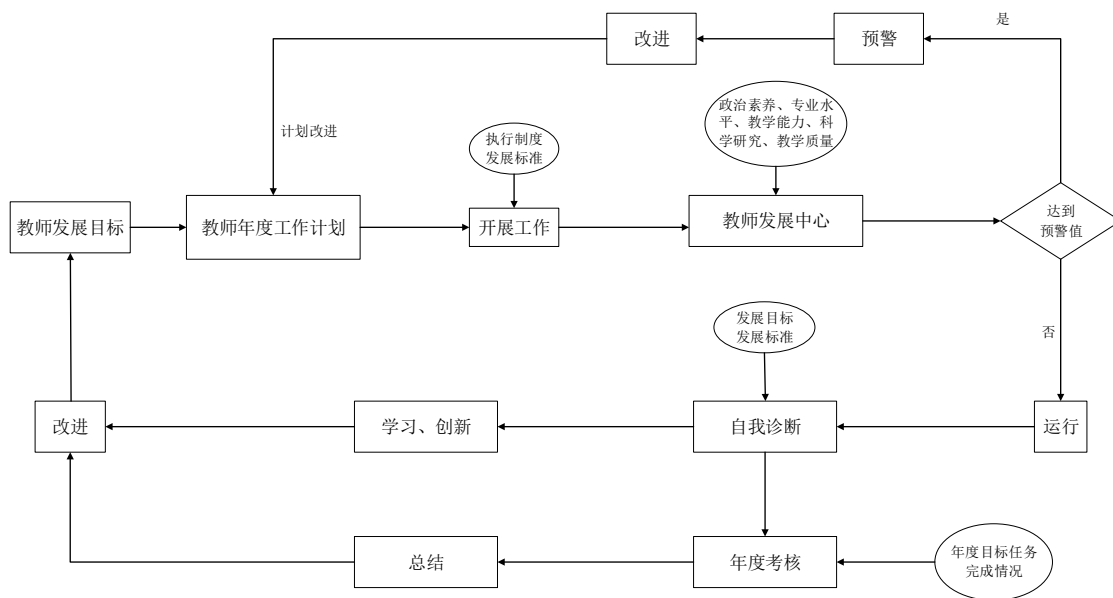 改进
预警
是
政治素养、专业水
平、教学能力、科
学研究、教学质量
计划改进
执行制度
发展标准
教师发展目标
教师年度工作计划
开展工作
教师发展中心
达到
预警值
发展目标
发展标准
否
改进
学习、创新
自我诊断
运行
总结
年度考核
年度目标任务
完成情况